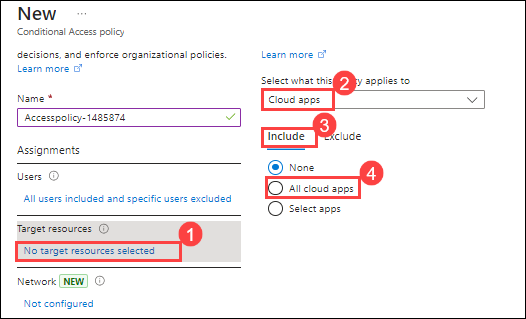 New ...
Conditional Access policy
decisions, and enforce organizational policies.
Learn more
Name *
Accesspolicy-1485874
Assignments
Users
All users included and specific users excluded
Target resources
1
No target resources selected
Network NEW
Not configured
Learn more
Select what this applies to
2
Cloud apps
3
Include Exclude
None
4
All cloud apps
Select apps